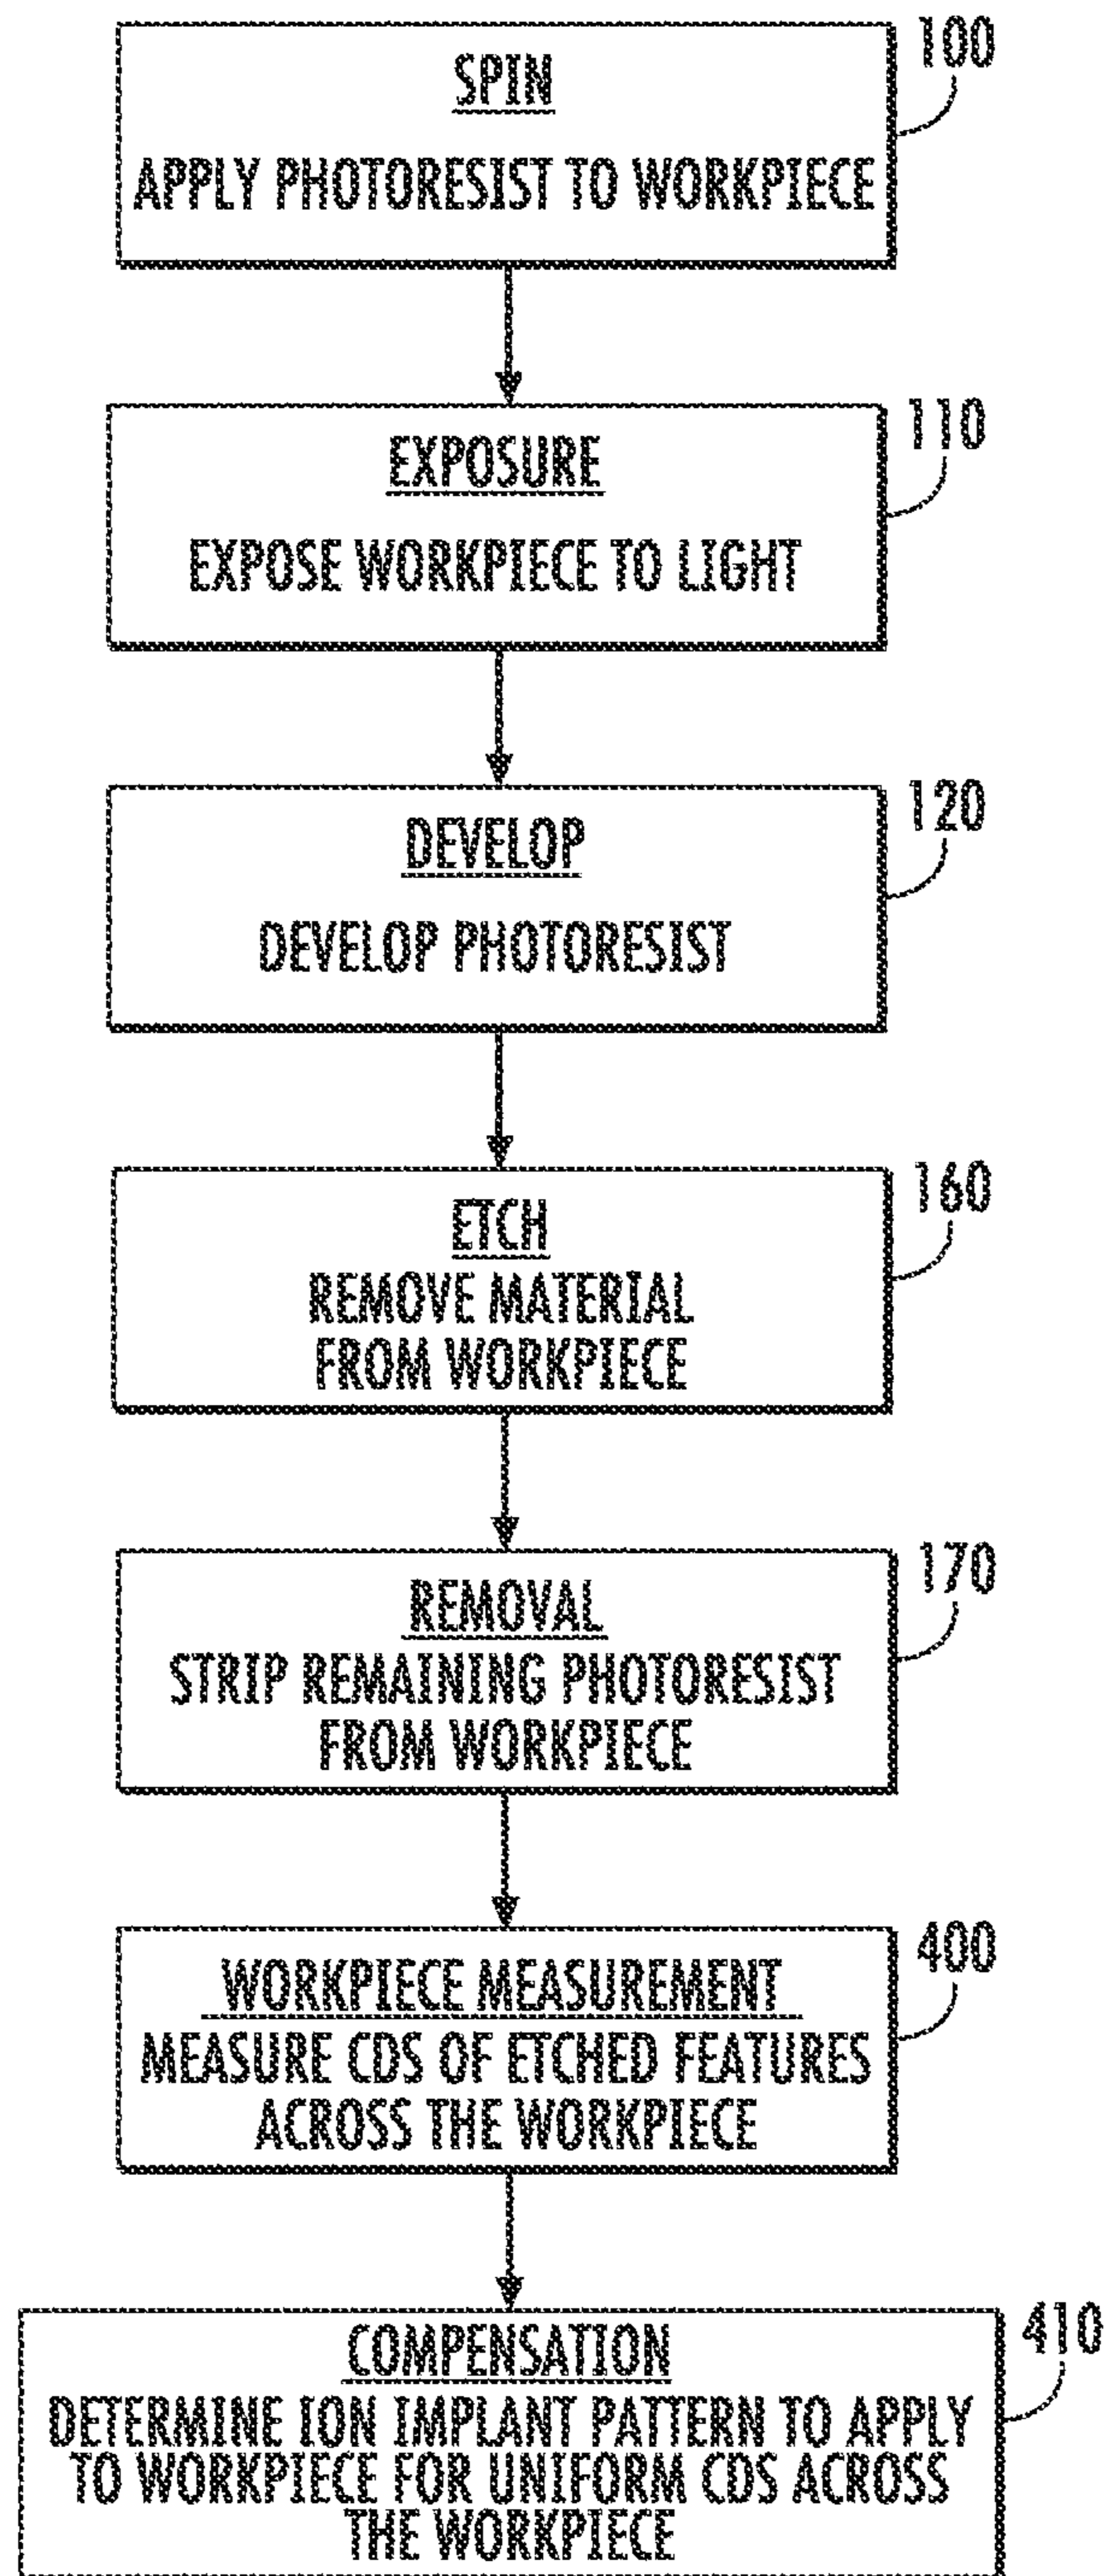 SPIN
100
APPLY PHOTORESIST TO WORKPIECE
EXPOSURE
110
EXPOSE WORKPIECE TO LIGHT
DEVELOP
120
DEVELOP PHOTORESIST
ETCH
160
REMOVE MATERIAL
FROM WORKPIECE
REMOVAL
170
STRIP REMAINING PHOTORESIST
FROM WORKPIECE
WORKPIECE MEASUREMENT
400
MEASURE CDS OF ETCHED FEATURES
ACROSS THE WORKPIECE
COMPENSATION
410
DETERMINE ION IMPLANT PATTERN TO APPLY
TO WORKPIECE FOR UNIFORM CDS ACROSS
THE WORKPIECE